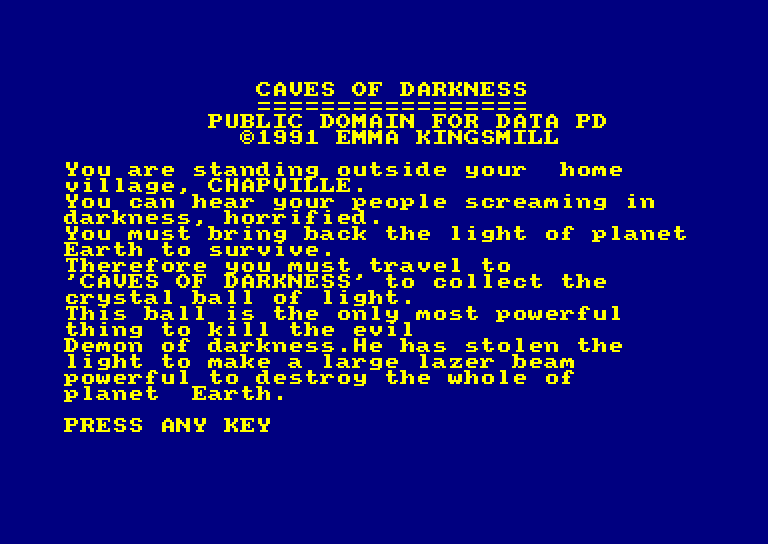 CAVES OF DARKNESS
=================
PUBLIC DOMAIN FOR DATA PD
©1991 EMMA KINGSMILL
You are standing outside your  home
village, CHAPVILLE.
You can hear your people screaming in
darkness, horrified.
You must bring back the light of planet
Earth to survive.
Therefore you must travel to
'CAVES OF DARKNESS' to collect the
crystal ball of light.
This ball is the only most powerful
thing to kill the evil
Demon of darkness.He has stolen the
light to make a large lazer beam
powerful to destroy the whole of
planet  Earth.
PRESS ANY KEY